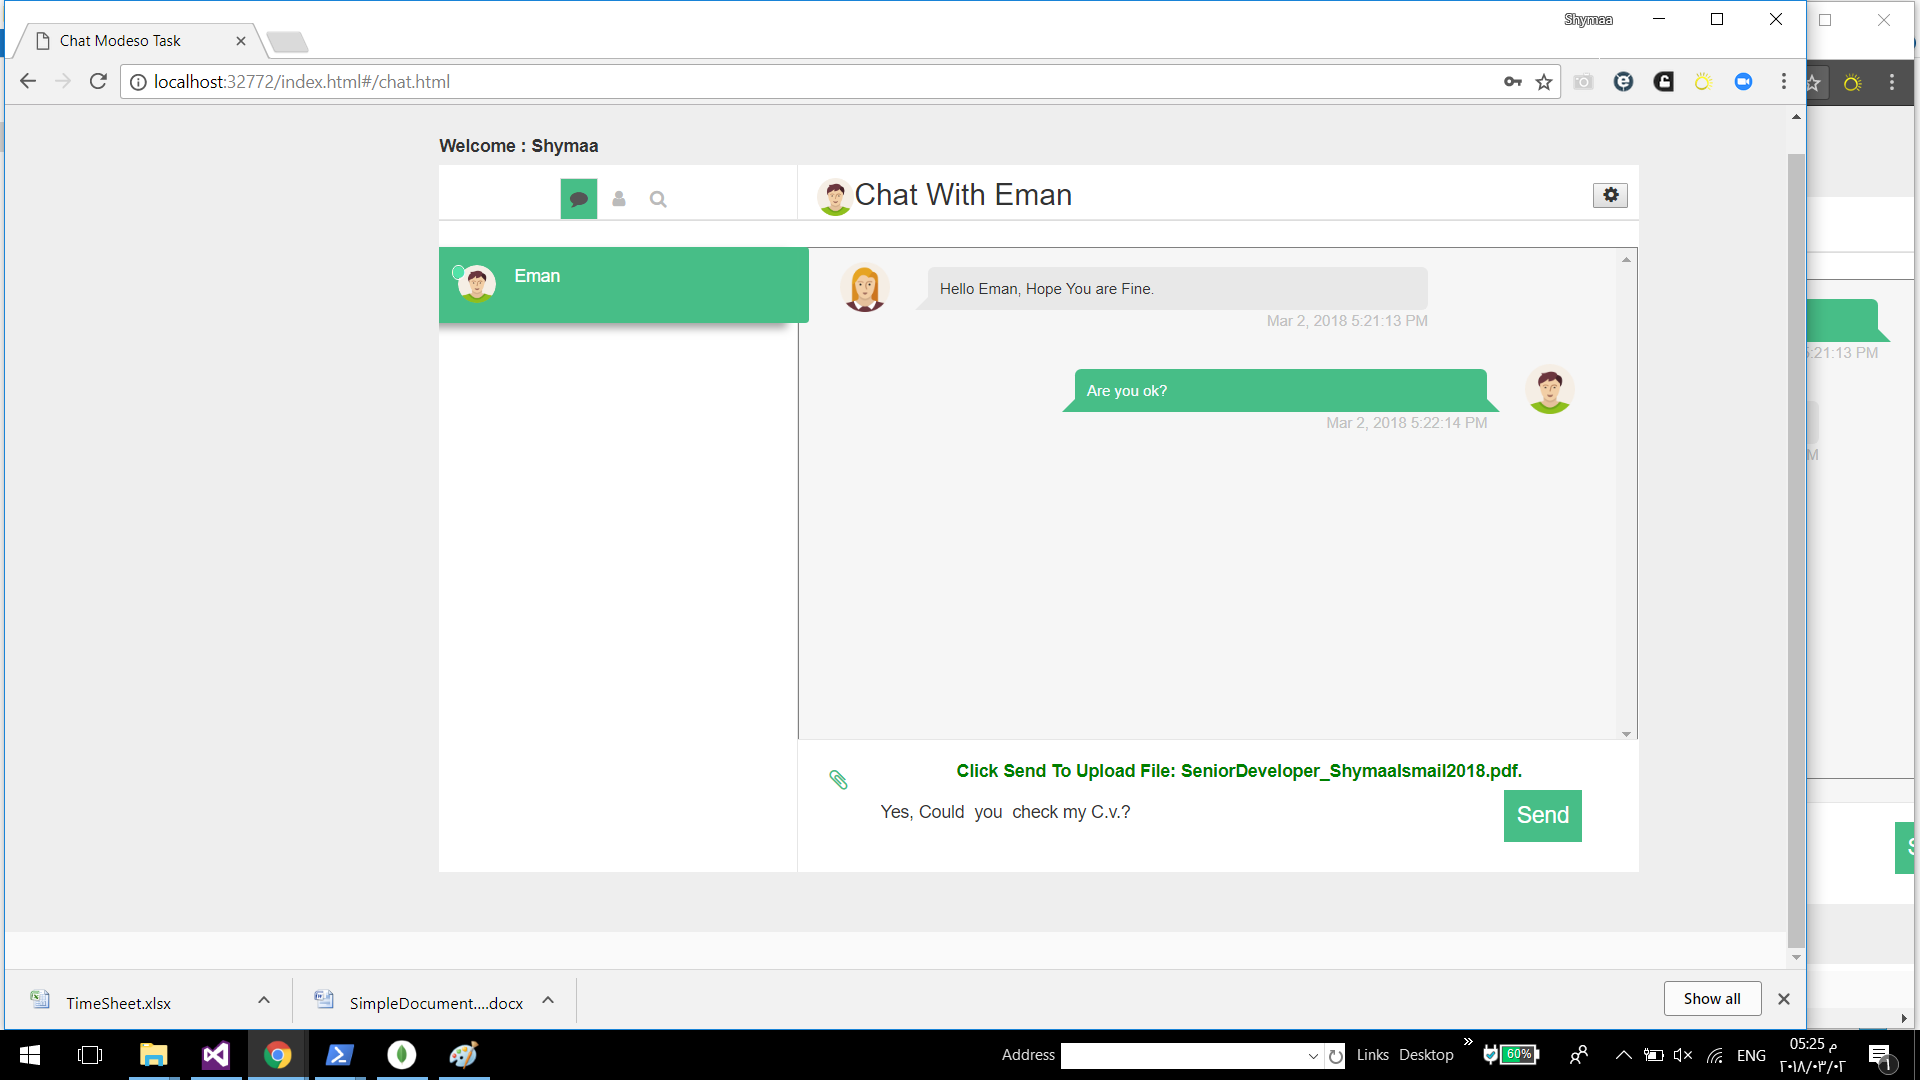 Shymaa
Chat Modeso Task
localhost:32772/index.html#/chat.html
Welcome : Shymaa
Chat With Eman
Eman
Hello Eman, Hope You are Fine.
Mar 2, 2018 5:21:13 PM
5:21:13 PM
Are you ok?
Mar 2, 2018 5:22:14 PM
M
Click Send To Upload File: SeniorDeveloper_ShymaaIsmail2018.pdf.
Yes, Could  you  check my C.v.?
Send
S
TimeSheet.xlsx
SimpleDocument....docx
Show all
Address
Links
Desktop
»
60%
ENG
05:25 م
٢٠١٨/٠٣/٠٢
١